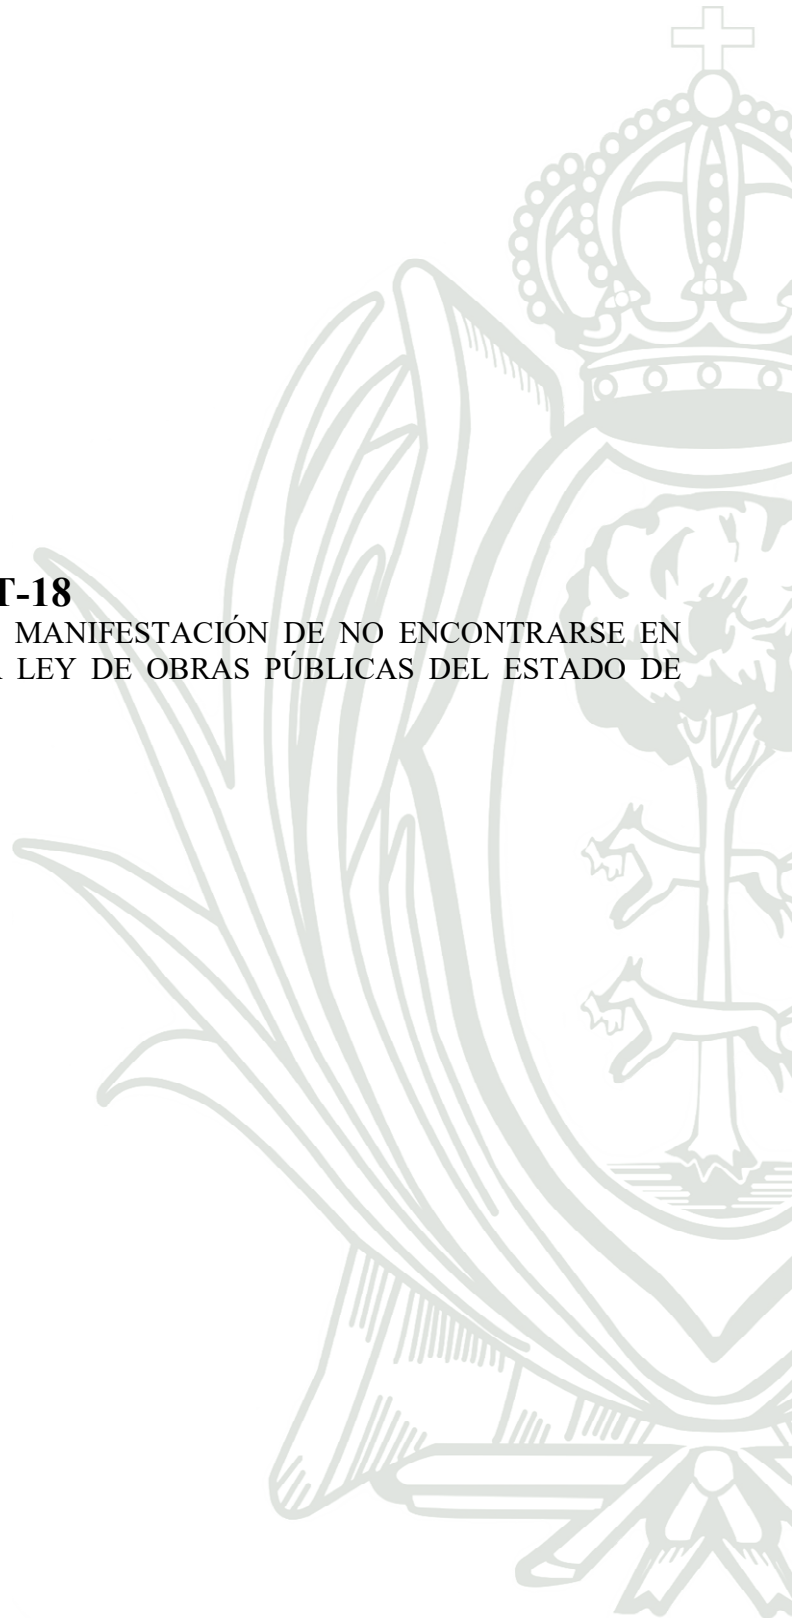 T-18
MANIFESTACIÓN DE NO ENCONTRARSE EN
LEY DE OBRAS PÚBLICAS DEL ESTADO DE